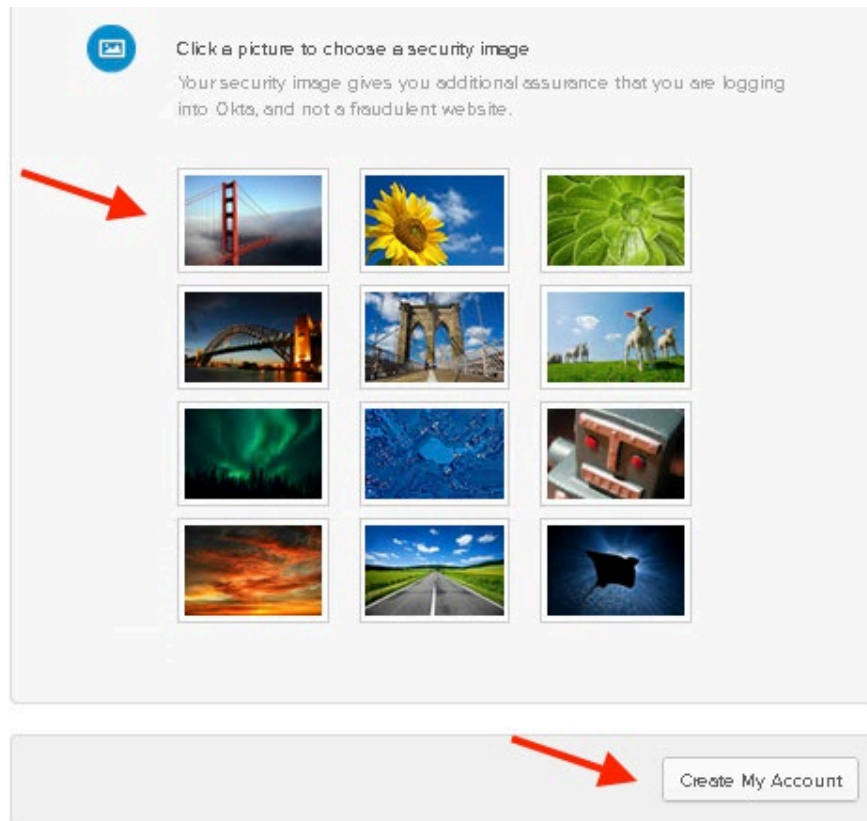 Click a picture to choose a security image
Your security image gives you additional assurance that you are logging
into Okta, and not a fraudulent website.
Create My Account